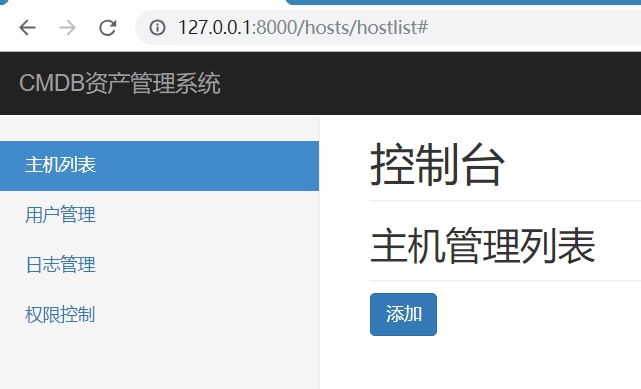 127.0.0.1:8000/hosts/hostlist#
CMDB资产管理系统
主机列表
用户管理
日志管理
权限控制
控制台
主机管理列表
添加